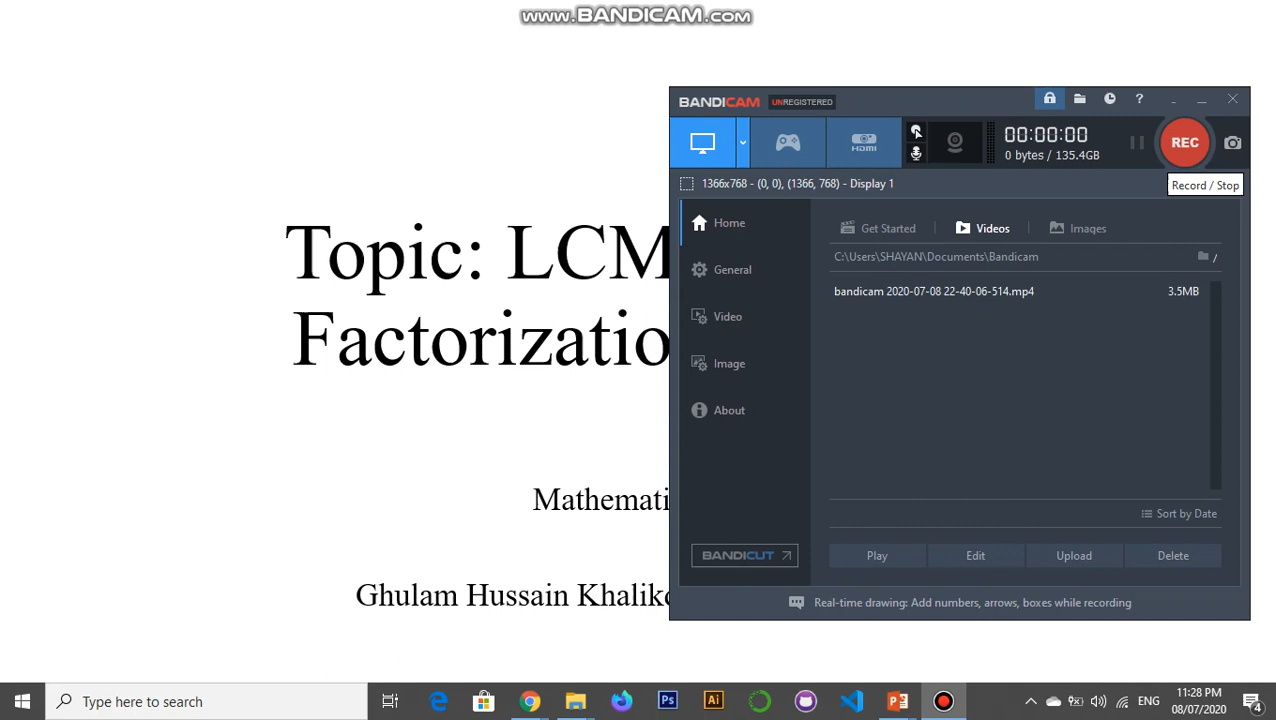 www.BANDICAM.com
BANDICAM UNREGISTERED
?
HDMI
00:00:00
0 bytes / 135.4GB
REC
1366x768 - (0, 0), (1366, 768) - Display 1
Record / Stop
Home
General
Video
Image
About
BANDICUT
Get Started
Videos
Images
C:\Users\SHAYAN\Documents\Bandicam
/
bandicam 2020-07-08 22-40-06-514.mp4 3.5MB
Sort by Date
Play Edit Upload Delete
Real-time drawing: Add numbers, arrows, boxes while recording
Topic: LCM
Factorizatio
Mathemati
Ghulam Hussain Khalik
Type here to search
Ps
Ai
ENG
11:28 PM
08/07/2020
4